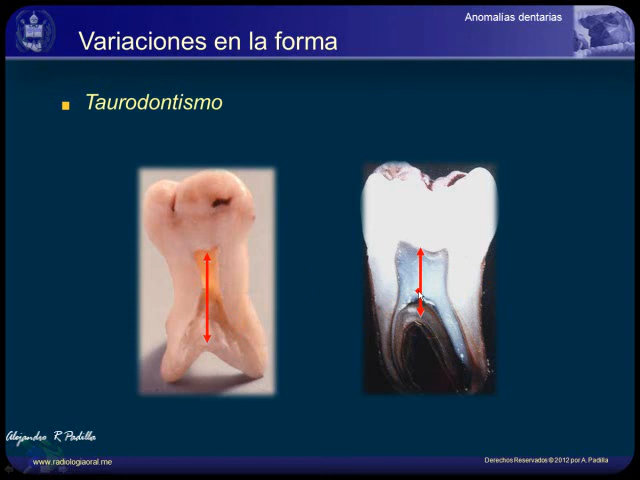 Anomalías dentarias
Variaciones en la forma
Taurodontismo
Alejandro R Padilla
www.radiologiaoral.me
Derechos Reservados © 2012 por A. Padilla